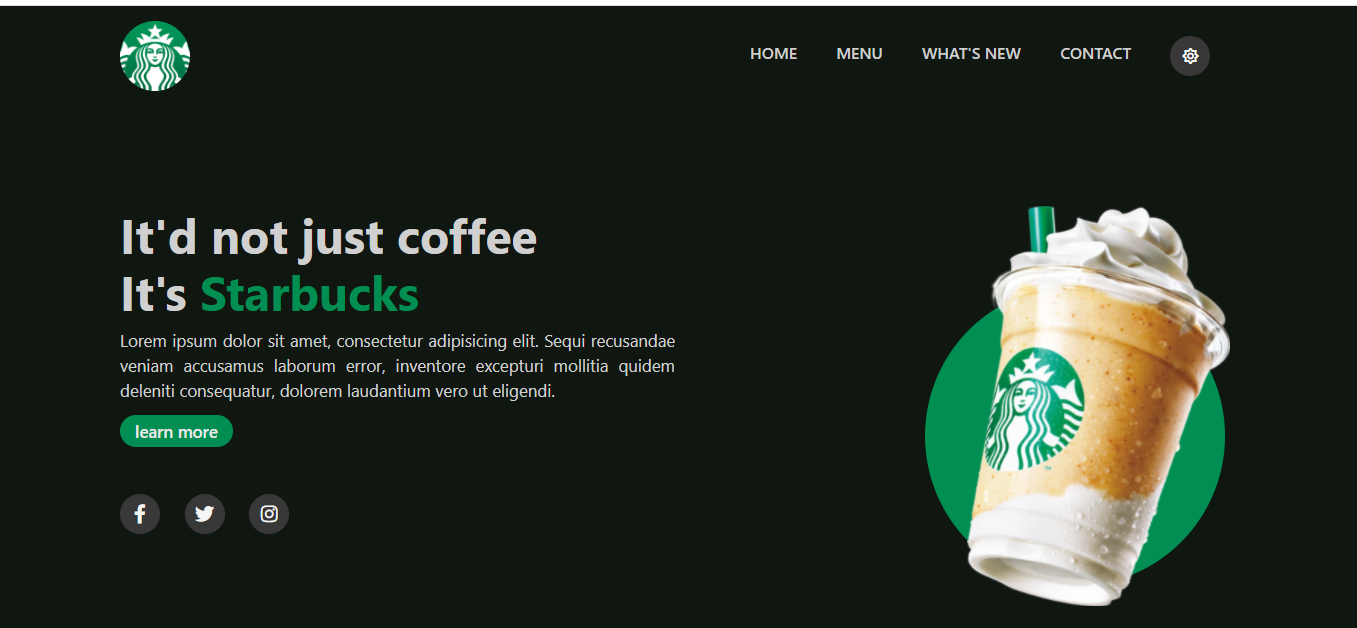 HOME MENU WHAT'S NEW CONTACT
It'd not just coffee
It's Starbucks
Lorem ipsum dolor sit amet, consectetur adipisicing elit. Sequi recusandae
veniam accusamus laborum error, inventore excepturi mollitia quidem
deleniti consequatur, dolorem laudantium vero ut eligendi.
learn more